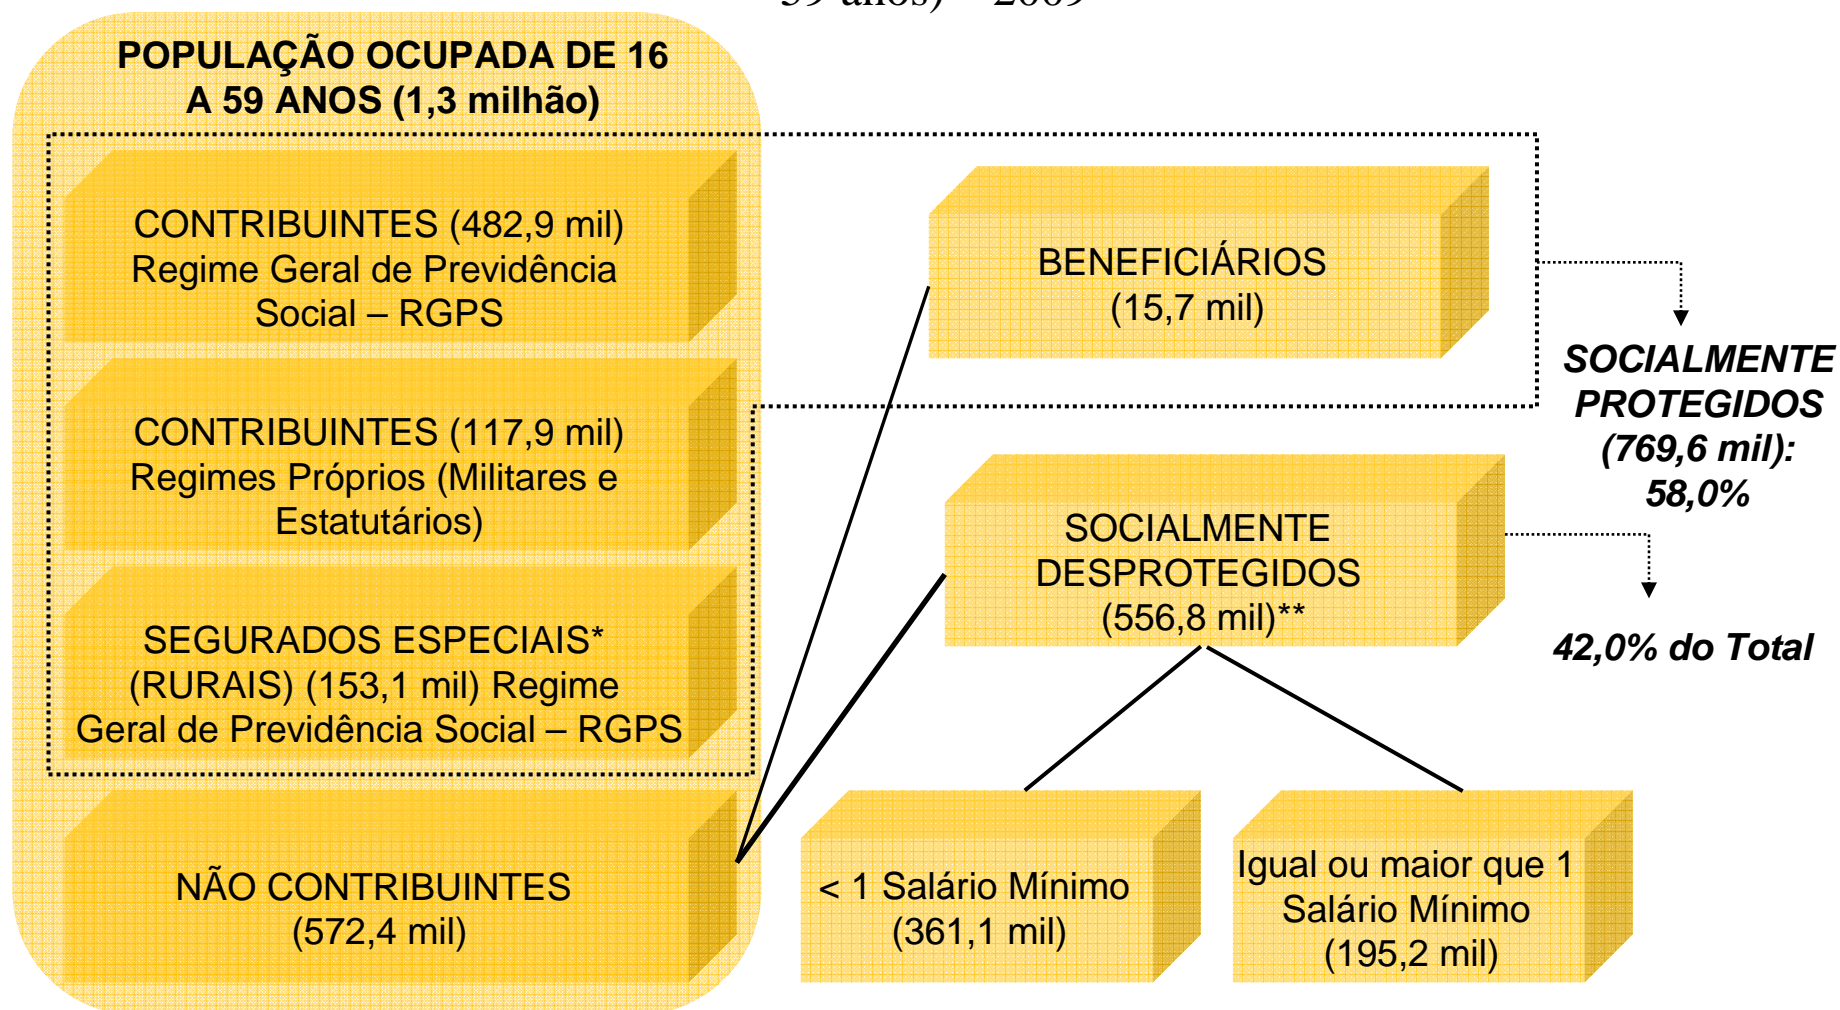 59 anos) – 2009
POPULAÇÃO OCUPADA DE 16
A 59 ANOS (1,3 milhão)
CONTRIBUINTES (482,9 mil)
Regime Geral de Previdência
Social – RGPS
CONTRIBUINTES (117,9 mil)
Regimes Próprios (Militares e
Estatutários)
SEGURADOS ESPECIAIS*
(RURAIS) (153,1 mil) Regime
Geral de Previdência Social – RGPS
NÃO CONTRIBUINTES
(572,4 mil)
BENEFICIÁRIOS
(15,7 mil)
SOCIALMENTE
DESPROTEGIDOS
(556,8 mil)**
< 1 Salário Mínimo
(361,1 mil)
Igual ou maior que 1
Salário Mínimo
(195,2 mil)
SOCIALMENTE
PROTEGIDOS
(769,6 mil):
58,0%
42,0% do Total